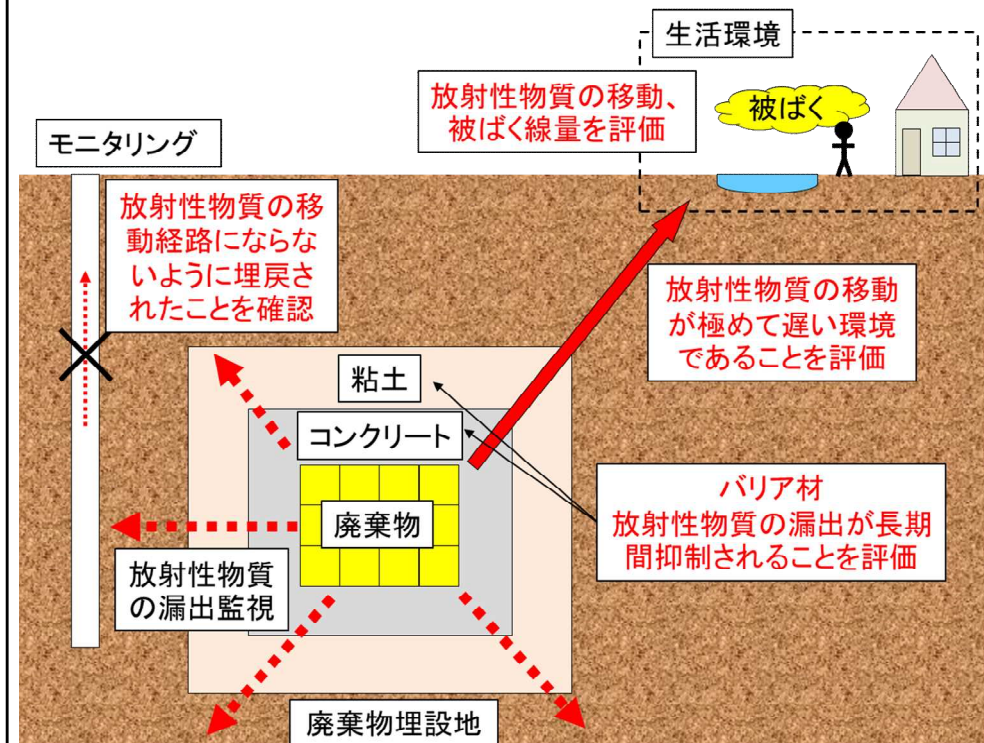 生活環境
放射性物質の移動、
被ばく線量を評価
被ばく
モニタリング
放射性物質の移
動経路にならな
いように埋戻さ
れたことを確認
放射性物質の移動
が極めて遅い環境
であることを評価
粘土
コンクリート
廃棄物
バリア材
放射性物質の漏出が長期
間抑制されることを評価
放射性物質
の漏出監視
廃棄物埋設地